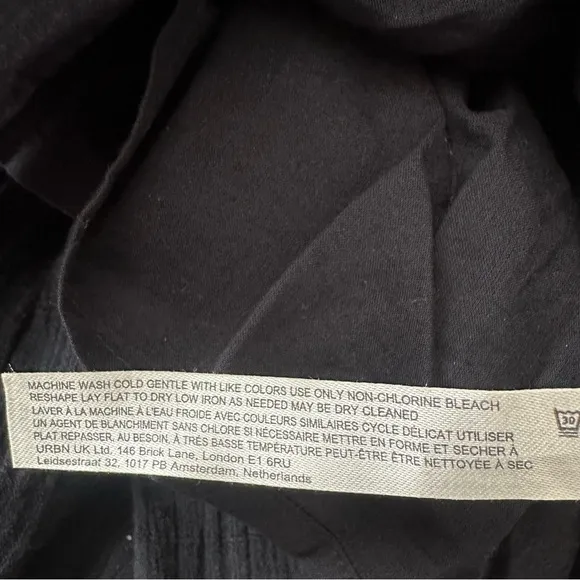 MACHINE WASH COLD GENTLE WITH LIKE COLORS USE ONLY NON-CHLORINE BLEACH
RESHAPE LAY FLAT TO DRY LOW IRON AS NEEDED MAY BE DRY CLEANED
LAVER À LA MACHINE À L'EAU FROIDE AVEC COULEURS SIMILAIRES CYCLE DÉLICAT UTILISER
UN AGENT DE BLANCHIMENT SANS CHLORE SI NÉCESSAIRE METTRE EN FORME ET SECHER À
PLAT REPASSER, AU BESOIN, À TRÈS BASSE TEMPÉRATURE PEUT-ÊTRE ÊTRE NETTOYÉE À SEC
URBN UK Ltd. 146 Brick Lane, London E1 6RU
Leidsestraat 32, 1017 PB Amsterdam, Netherlands
30